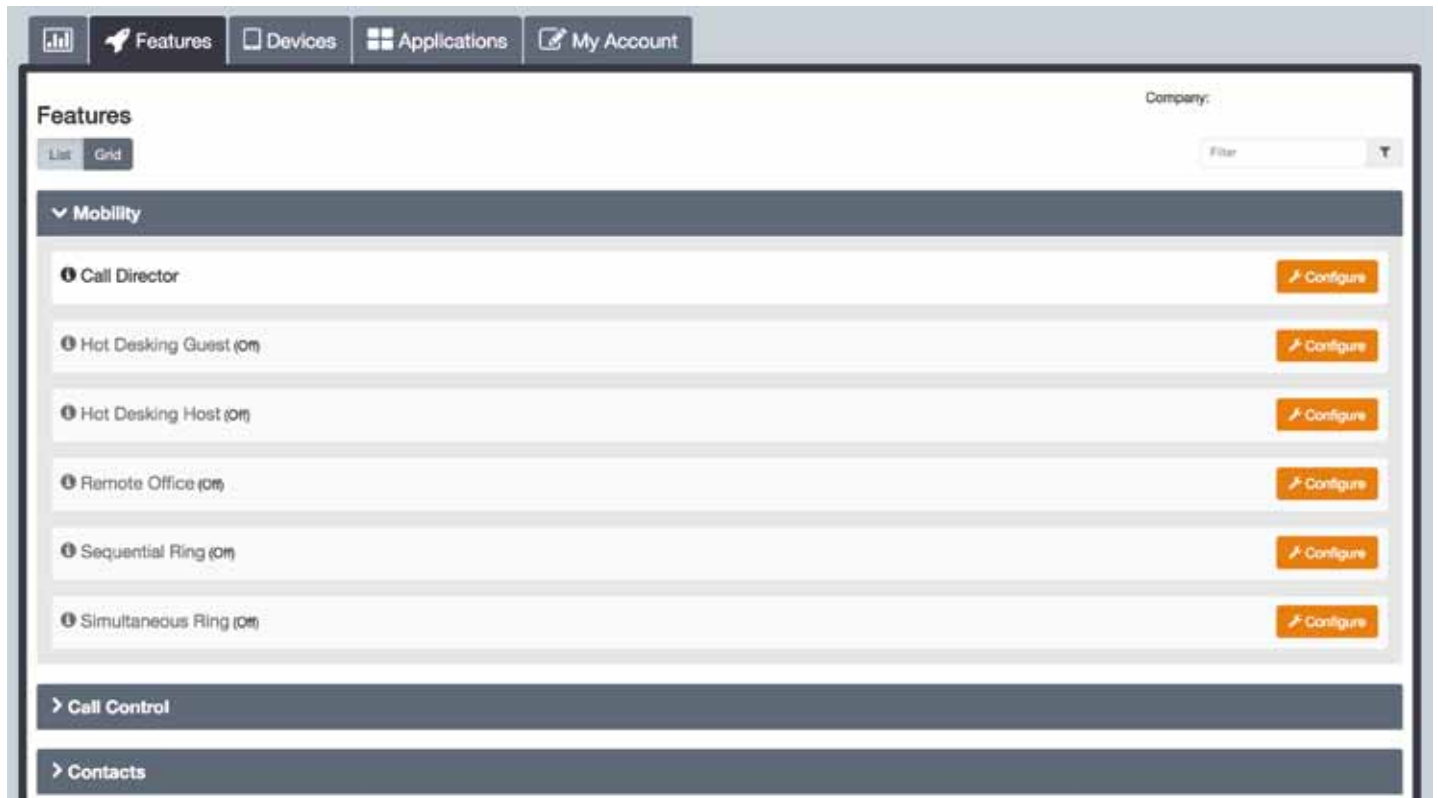 Features Devices Applications My Account
Company:
Features
List Grid
Filter
Mobility
Call Director Configure
Hot Desking Guest (Off) Configure
Hot Desking Host (Off) Configure
Remote Office (Off) Configure
Sequential Ring (Off) Configure
Simultaneous Ring (Off) Configure
Call Control
Contacts